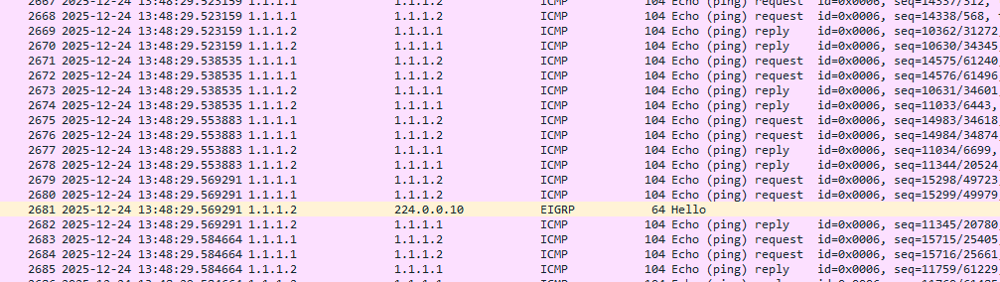 2667 2025-12-24 13:48:29.523159 1.1.1.1 1.1.1.2 ICMP 104 Echo (ping) request id=0x0006, seq=14337/312,
2668 2025-12-24 13:48:29.523159 1.1.1.1 1.1.1.2 ICMP 104 Echo (ping) request id=0x0006, seq=14338/568,
2669 2025-12-24 13:48:29.523159 1.1.1.2 1.1.1.1 ICMP 104 Echo (ping) reply id=0x0006, seq=10362/31272
2670 2025-12-24 13:48:29.523159 1.1.1.2 1.1.1.1 ICMP 104 Echo (ping) reply id=0x0006, seq=10630/34345
2671 2025-12-24 13:48:29.538535 1.1.1.1 1.1.1.2 ICMP 104 Echo (ping) request id=0x0006, seq=14575/61240
2672 2025-12-24 13:48:29.538535 1.1.1.1 1.1.1.2 ICMP 104 Echo (ping) request id=0x0006, seq=14576/61496
2673 2025-12-24 13:48:29.538535 1.1.1.2 1.1.1.1 ICMP 104 Echo (ping) reply id=0x0006, seq=10631/34601
2674 2025-12-24 13:48:29.538535 1.1.1.2 1.1.1.1 ICMP 104 Echo (ping) reply id=0x0006, seq=11033/6443,
2675 2025-12-24 13:48:29.553883 1.1.1.1 1.1.1.2 ICMP 104 Echo (ping) request id=0x0006, seq=14983/34618
2676 2025-12-24 13:48:29.553883 1.1.1.1 1.1.1.2 ICMP 104 Echo (ping) request id=0x0006, seq=14984/34874
2677 2025-12-24 13:48:29.553883 1.1.1.2 1.1.1.1 ICMP 104 Echo (ping) reply id=0x0006, seq=11034/6699,
2678 2025-12-24 13:48:29.553883 1.1.1.2 1.1.1.1 ICMP 104 Echo (ping) reply id=0x0006, seq=11344/20524
2679 2025-12-24 13:48:29.569291 1.1.1.1 1.1.1.2 ICMP 104 Echo (ping) request id=0x0006, seq=15298/49723
2680 2025-12-24 13:48:29.569291 1.1.1.1 1.1.1.2 ICMP 104 Echo (ping) request id=0x0006, seq=15299/49979
2681 2025-12-24 13:48:29.569291 1.1.1.2 224.0.0.10 EIGRP 64 Hello
2682 2025-12-24 13:48:29.569291 1.1.1.2 1.1.1.1 ICMP 104 Echo (ping) reply id=0x0006, seq=11345/20780
2683 2025-12-24 13:48:29.584664 1.1.1.1 1.1.1.2 ICMP 104 Echo (ping) request id=0x0006, seq=15715/25405
2684 2025-12-24 13:48:29.584664 1.1.1.1 1.1.1.2 ICMP 104 Echo (ping) request id=0x0006, seq=15716/25661
2685 2025-12-24 13:48:29.584664 1.1.1.2 1.1.1.1 ICMP 104 Echo (ping) reply id=0x0006, seq=11759/61229